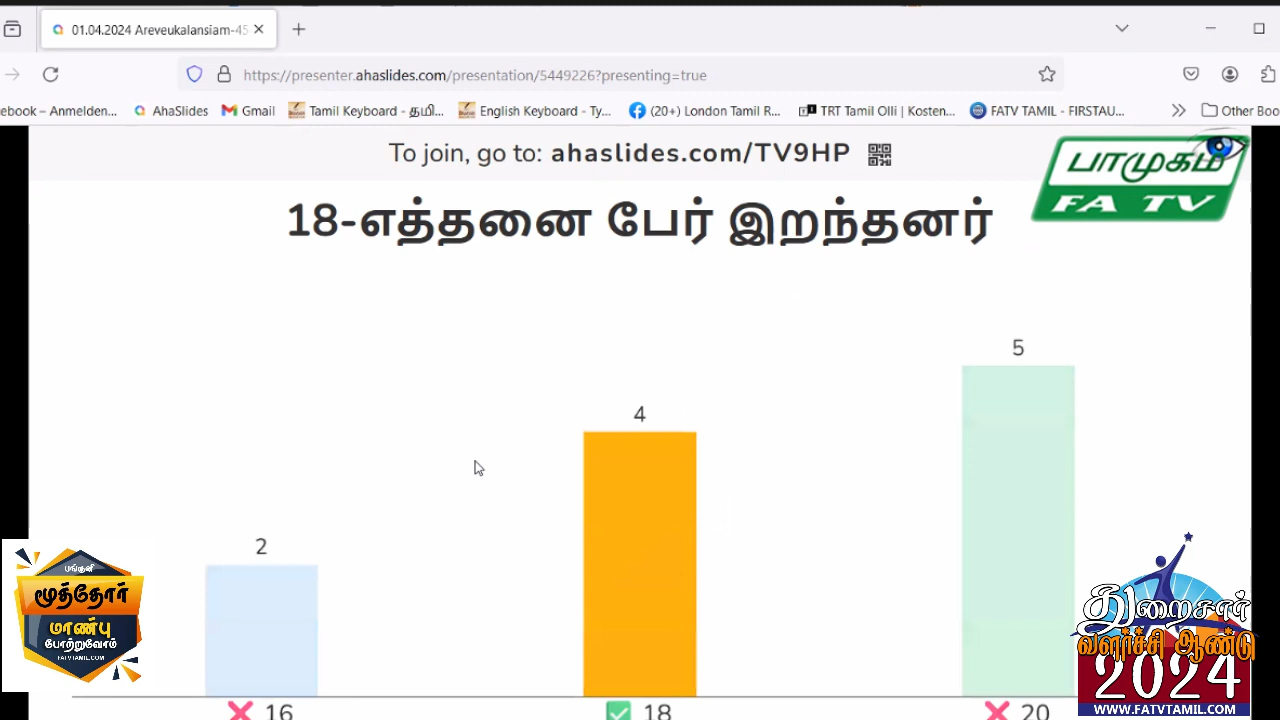 01.04.2024 Areveukalansiam-45
https://presenter.ahaslides.com/presentation/5449226?presenting=true
cebook – Anmelden... AhaSlides Gmail Tamil Keyboard - தமி... English Keyboard - Ty... (20+) London Tamil R... TRT Tamil Olli | Kosten... FATV TAMIL - FIRSTAU... Other Boo
To join, go to: ahaslides.com/TV9HP
பாமுகம்
FA TV
18-எத்தனை பேர் இறந்தனர்
5
4
2
பங்குனி
மூத்தோர்
மாண்பு
போற்றுவோம்
FATVTAMIL.COM
துறைசார்
வளர்ச்சி ஆண்டு
2024
WWW.FATVTAMIL.COM
16 18 20